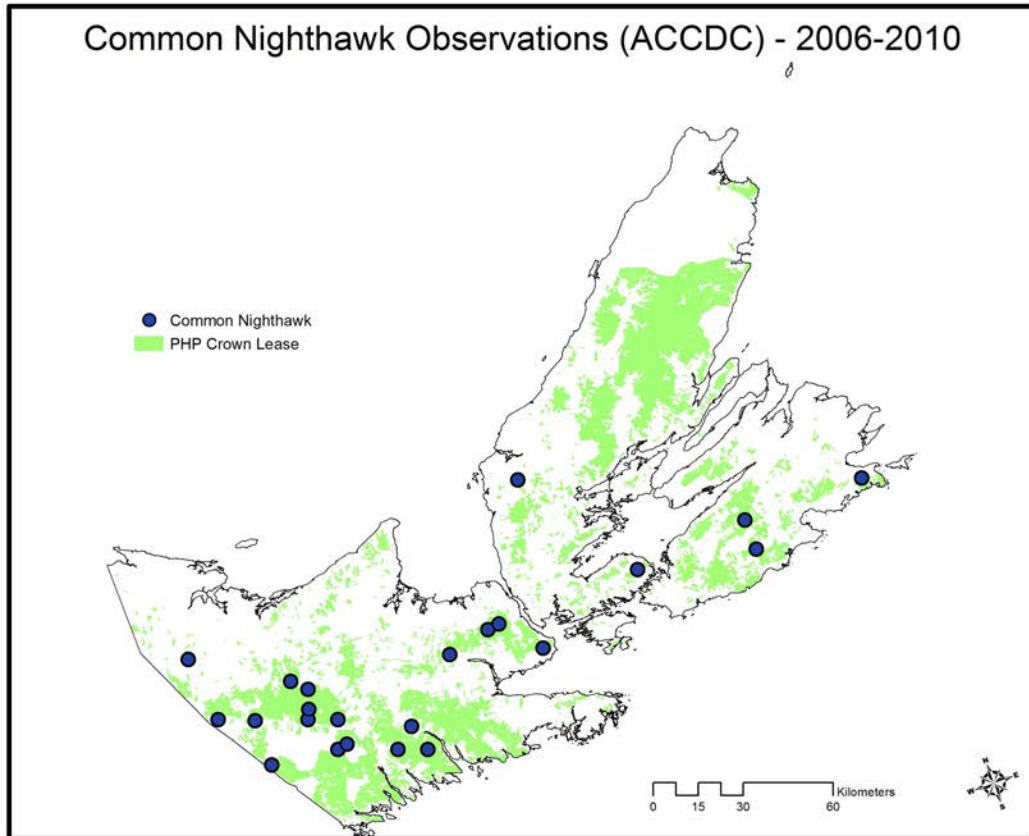 Common Nighthawk Observations (ACCDC) - 2006-2010
Common Nighthawk
PHP Crown Lease
N
W E
S
Kilometers
0 15 30 60